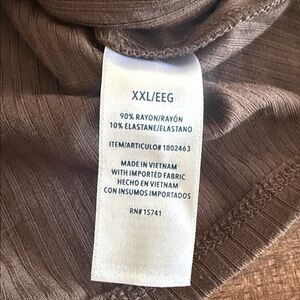 XXL/EEG
90% RAYON/RAYÓN
10% ELASTANE/ELASTANO
ITEM/ARTICULO# 1802463
MADE IN VIETNAM
WITH IMPORTED FABRIC
HECHO EN VIETNAM
CON INSUMOS IMPORTADOS
RN# 15741